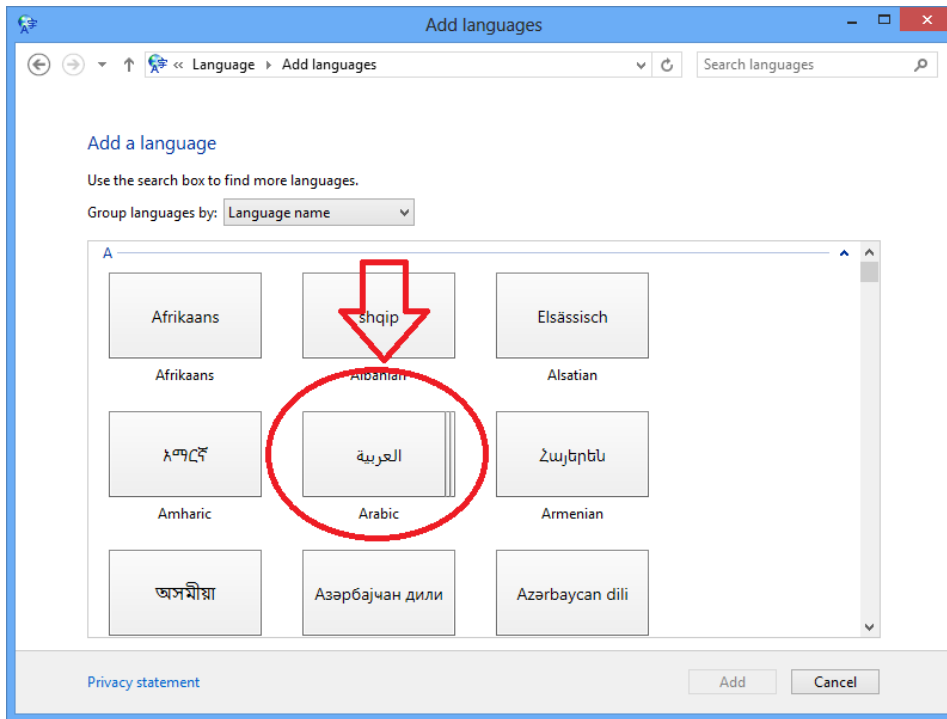 Add languages
« Language Add languages
Search languages
Add a language
Use the search box to find more languages.
Group languages by: Language name
A
Afrikaans shqip Elsässisch
Afrikaans Albanian Alsatian
አማርኛ العربية Հայերեն
Amharic Arabic Armenian
অসমীয়া Азәрбајҹан дили Azərbaycan dili
Privacy statement
Add Cancel